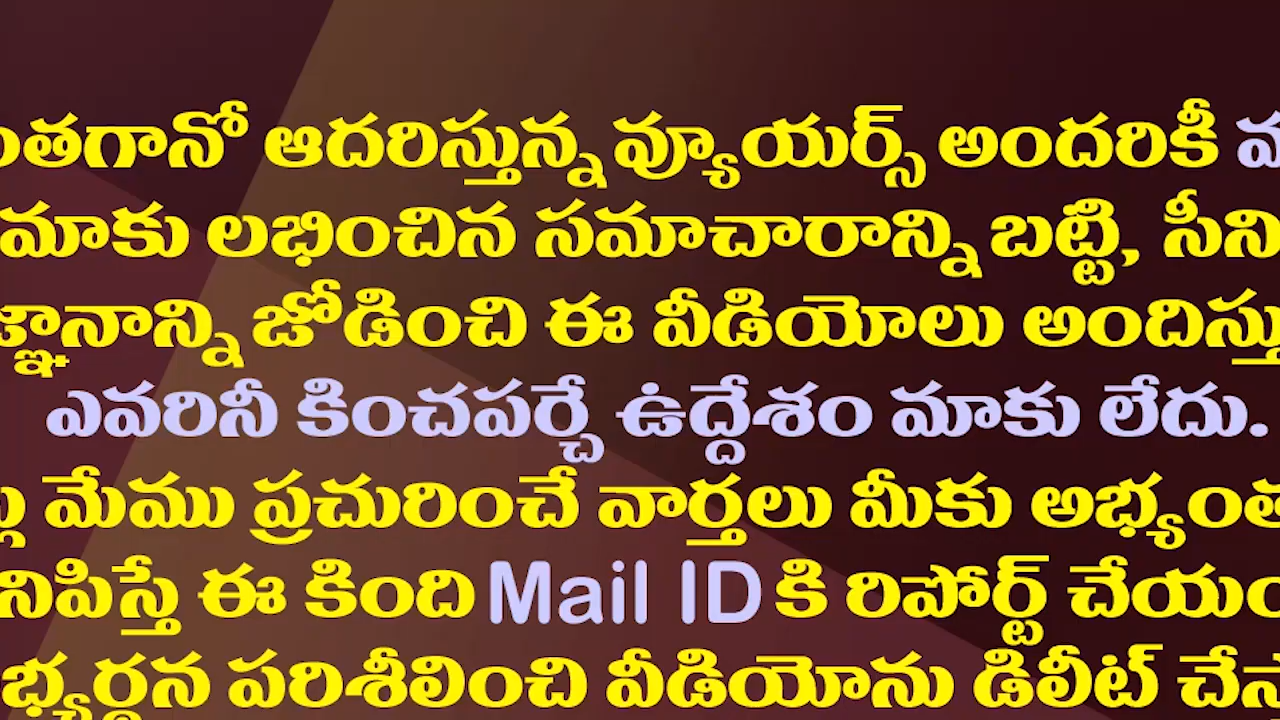 ంతగానో ఆదరిస్తున్న వ్యూయర్స్ అందరికీ
మాకు లభించిన సమాచారాన్ని బట్టి, సీని
జ్ఞానాన్ని జోడించి ఈ వీడియోలు అందిస్తు
ఎవరినీ కించపర్చే ఉద్దేశం మాకు లేదు.
మేము ప్రచురించే వార్తలు మీకు అభ్యంత
నిపిస్తే ఈ కింది Mail ID కి రిపోర్ట్ చేయం
భ్యర్థన పరిశీలించి వీడియోను డిలీట్ చేస